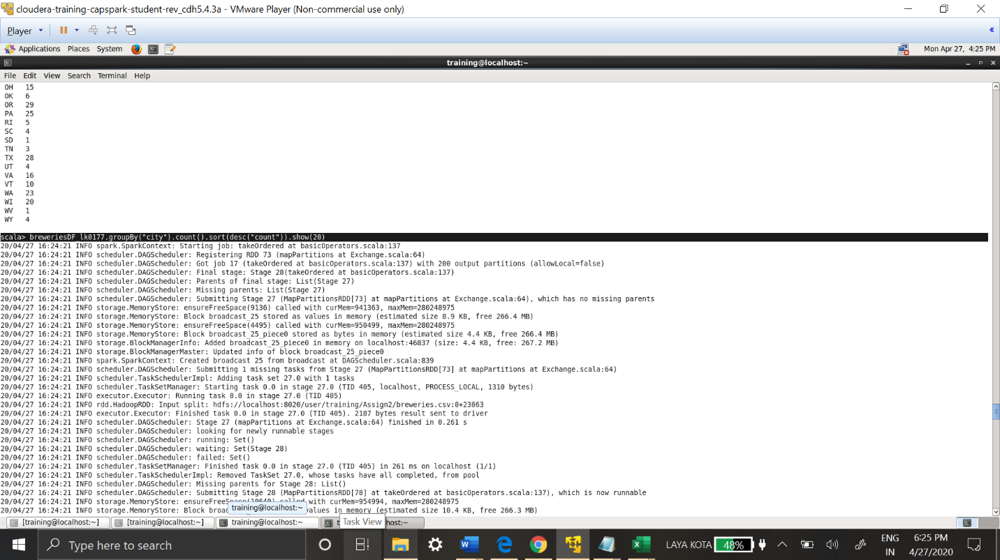 cloudera-training-capspark-student-rev_cdh5.4.3a - VMware Player (Non-commercial use only)
Player
Applications Places System Mon Apr 27, 4:25 PM
training@localhost:~
File Edit View Search Terminal Help
OH 15
OK 6
OR 29
PA 25
RI 5
SC 4
SD 1
TN 3
TX 28
UT 4
VA 16
VT 10
WA 23
WI 20
WV 1
WY 4
scala> breweriesDF_lk0177.groupBy("city").count().sort(desc("count")).show(20)
20/04/27 16:24:21 INFO spark.SparkContext: Starting job: takeOrdered at basicOperators.scala:137
20/04/27 16:24:21 INFO scheduler.DAGScheduler: Registering RDD 73 (mapPartitions at Exchange.scala:64)
20/04/27 16:24:21 INFO scheduler.DAGScheduler: Got job 17 (takeOrdered at basicOperators.scala:137) with 200 output partitions (allowLocal=false)
20/04/27 16:24:21 INFO scheduler.DAGScheduler: Final stage: Stage 28(takeOrdered at basicOperators.scala:137)
20/04/27 16:24:21 INFO scheduler.DAGScheduler: Parents of final stage: List(Stage 27)
20/04/27 16:24:21 INFO scheduler.DAGScheduler: Missing parents: List(Stage 27)
20/04/27 16:24:21 INFO scheduler.DAGScheduler: Submitting Stage 27 (MapPartitionsRDD[73] at mapPartitions at Exchange.scala:64), which has no missing parents
20/04/27 16:24:21 INFO storage.MemoryStore: ensureFreeSpace(9136) called with curMem=941363, maxMem=280248975
20/04/27 16:24:21 INFO storage.MemoryStore: Block broadcast_25 stored as values in memory (estimated size 8.9 KB, free 266.4 MB)
20/04/27 16:24:21 INFO storage.MemoryStore: ensureFreeSpace(4495) called with curMem=950499, maxMem=280248975
20/04/27 16:24:21 INFO storage.MemoryStore: Block broadcast_25_piece0 stored as bytes in memory (estimated size 4.4 KB, free 266.4 MB)
20/04/27 16:24:21 INFO storage.BlockManagerInfo: Added broadcast_25_piece0 in memory on localhost:46837 (size: 4.4 KB, free: 267.2 MB)
20/04/27 16:24:21 INFO storage.BlockManagerMaster: Updated info of block broadcast_25_piece0
20/04/27 16:24:21 INFO spark.SparkContext: Created broadcast 25 from broadcast at DAGScheduler.scala:839
20/04/27 16:24:21 INFO scheduler.DAGScheduler: Submitting 1 missing tasks from Stage 27 (MapPartitionsRDD[73] at mapPartitions at Exchange.scala:64)
20/04/27 16:24:21 INFO scheduler.TaskSchedulerImpl: Adding task set 27.0 with 1 tasks
20/04/27 16:24:21 INFO scheduler.TaskSetManager: Starting task 0.0 in stage 27.0 (TID 405, localhost, PROCESS_LOCAL, 1310 bytes)
20/04/27 16:24:21 INFO executor.Executor: Running task 0.0 in stage 27.0 (TID 405)
20/04/27 16:24:21 INFO rdd.HadoopRDD: Input split: hdfs://localhost:8020/user/training/Assign2/breweries.csv:0+23063
20/04/27 16:24:21 INFO executor.Executor: Finished task 0.0 in stage 27.0 (TID 405). 2187 bytes result sent to driver
20/04/27 16:24:21 INFO scheduler.DAGScheduler: Stage 27 (mapPartitions at Exchange.scala:64) finished in 0.261 s
20/04/27 16:24:21 INFO scheduler.DAGScheduler: looking for newly runnable stages
20/04/27 16:24:21 INFO scheduler.DAGScheduler: running: Set()
20/04/27 16:24:21 INFO scheduler.DAGScheduler: waiting: Set(Stage 28)
20/04/27 16:24:21 INFO scheduler.DAGScheduler: failed: Set()
20/04/27 16:24:21 INFO scheduler.TaskSetManager: Finished task 0.0 in stage 27.0 (TID 405) in 261 ms on localhost (1/1)
20/04/27 16:24:21 INFO scheduler.TaskSchedulerImpl: Removed TaskSet 27.0, whose tasks have all completed, from pool
20/04/27 16:24:21 INFO scheduler.DAGScheduler: Missing parents for Stage 28: List()
20/04/27 16:24:21 INFO scheduler.DAGScheduler: Submitting Stage 28 (MapPartitionsRDD[78] at takeOrdered at basicOperators.scala:137), which is now runnable
20/04/27 16:24:21 INFO storage.MemoryStore: ensureFreeSpace(10640) called with curMem=954994, maxMem=280248975
training@localhost:~
20/04/27 16:24:21 INFO storage.MemoryStore: Block broadcast values in memory (estimated size 10.4 KB, free 266.3 MB)
[training@localhost:~] [training@localhost:~] training@localhost:~ Task View
Type here to search LAYA KOTA 48% ENG IN 6:25 PM 4/27/2020